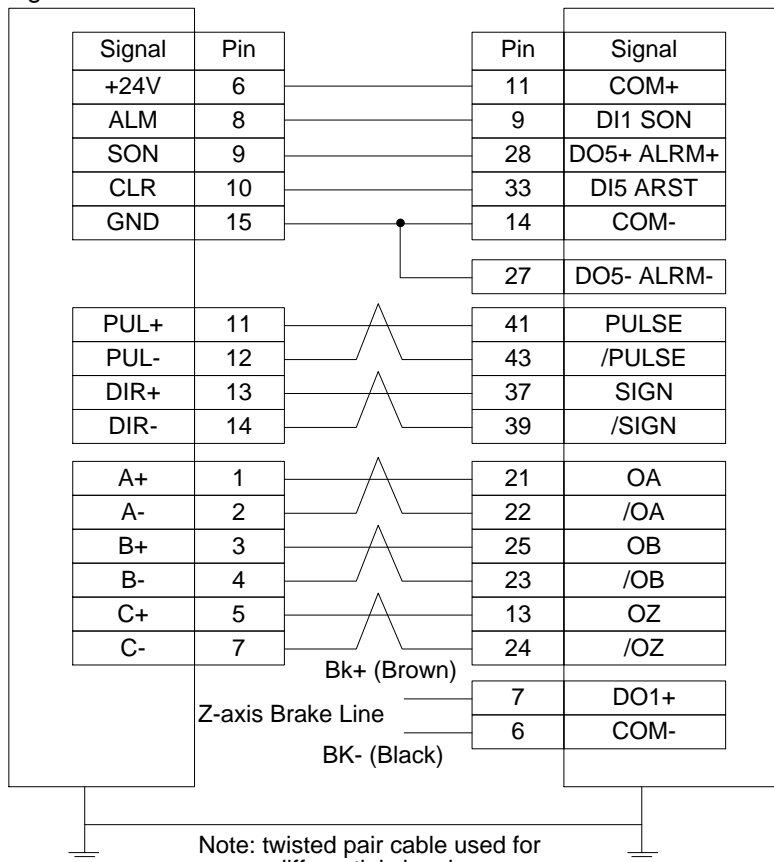 Signal Pin Pin Signal
+24V 6 11 COM+
ALM 8 9 DI1 SON
SON 9 28 DO5+ ALRM+
CLR 10 33 DI5 ARST
GND 15 14 COM-
27 DO5- ALRM-
PUL+ 11 41 PULSE
PUL- 12 43 /PULSE
DIR+ 13 37 SIGN
DIR- 14 39 /SIGN
A+ 1 21 OA
A- 2 22 /OA
B+ 3 25 OB
B- 4 23 /OB
C+ 5 13 OZ
C- 7 24 /OZ
Bk+ (Brown)
7 DO1+
Z-axis Brake Line
6 COM-
BK- (Black)
Note: twisted pair cable used for